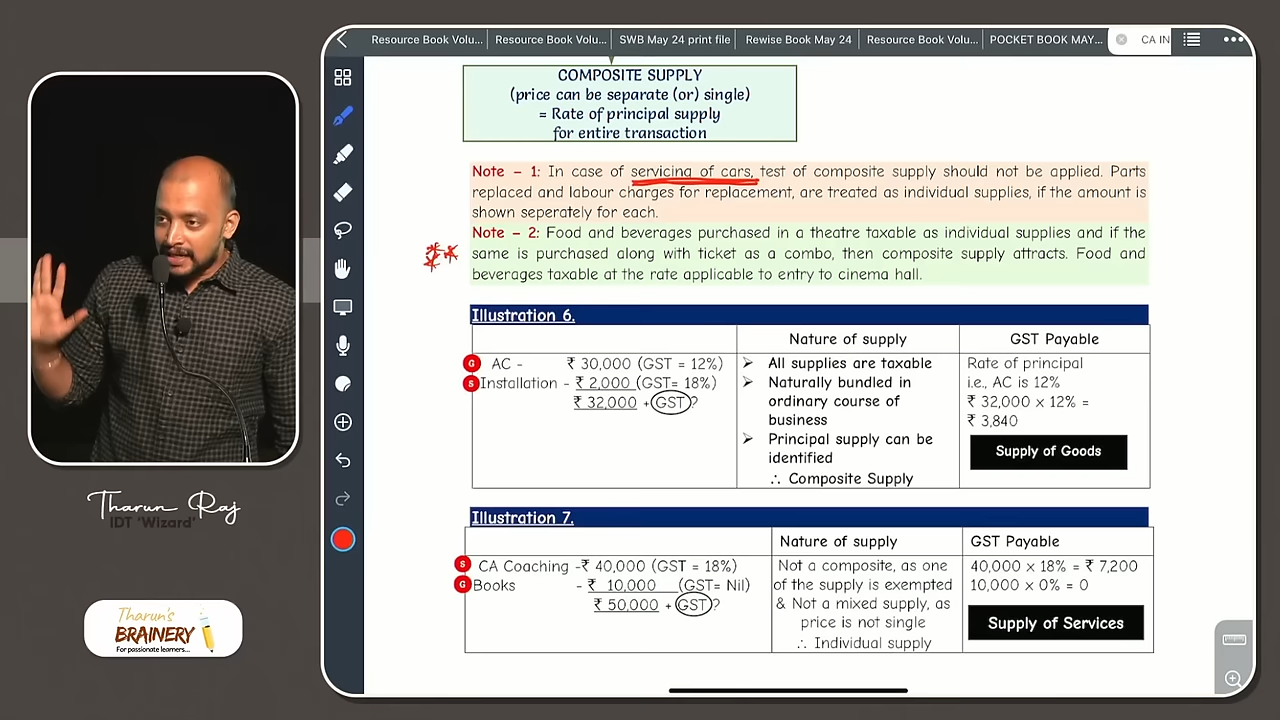 Resource Book Volu...
Resource Book Volu...
SWB May 24 print file
Rewise Book May 24
Resource Book Volu...
POCKET BOOK MAY...
CA IN
COMPOSITE SUPPLY
(price can be separate (or) single)
= Rate of principal supply
for entire transaction
Note – 1: In case of servicing of cars, test of composite supply should not be applied. Parts
replaced and labour charges for replacement, are treated as individual supplies, if the amount is
shown seperately for each.
Note – 2: Food and beverages purchased in a theatre taxable as individual supplies and if the
same is purchased along with ticket as a combo, then composite supply attracts. Food and
beverages taxable at the rate applicable to entry to cinema hall.
Illustration 6.
Nature of supply
GST Payable
G AC - ₹ 30,000 (GST = 12%)
S Installation - ₹ 2,000 (GST= 18%)
₹ 32,000 + GST?
➢ All supplies are taxable
➢ Naturally bundled in
ordinary course of
business
➢ Principal supply can be
identified
∴ Composite Supply
Rate of principal
i.e., AC is 12%
₹ 32,000 x 12% =
₹ 3,840
Supply of Goods
Illustration 7.
Nature of supply
GST Payable
S CA Coaching -₹ 40,000 (GST = 18%)
G Books - ₹ 10,000 (GST= Nil)
₹ 50,000 + GST?
Not a composite, as one
of the supply is exempted
& Not a mixed supply, as
price is not single
∴ Individual supply
40,000 x 18% = ₹ 7,200
10,000 x 0% = 0
Supply of Services
Tharun Raj
IDT 'Wizard'
Tharun's
BRAINERY
For passionate learners...